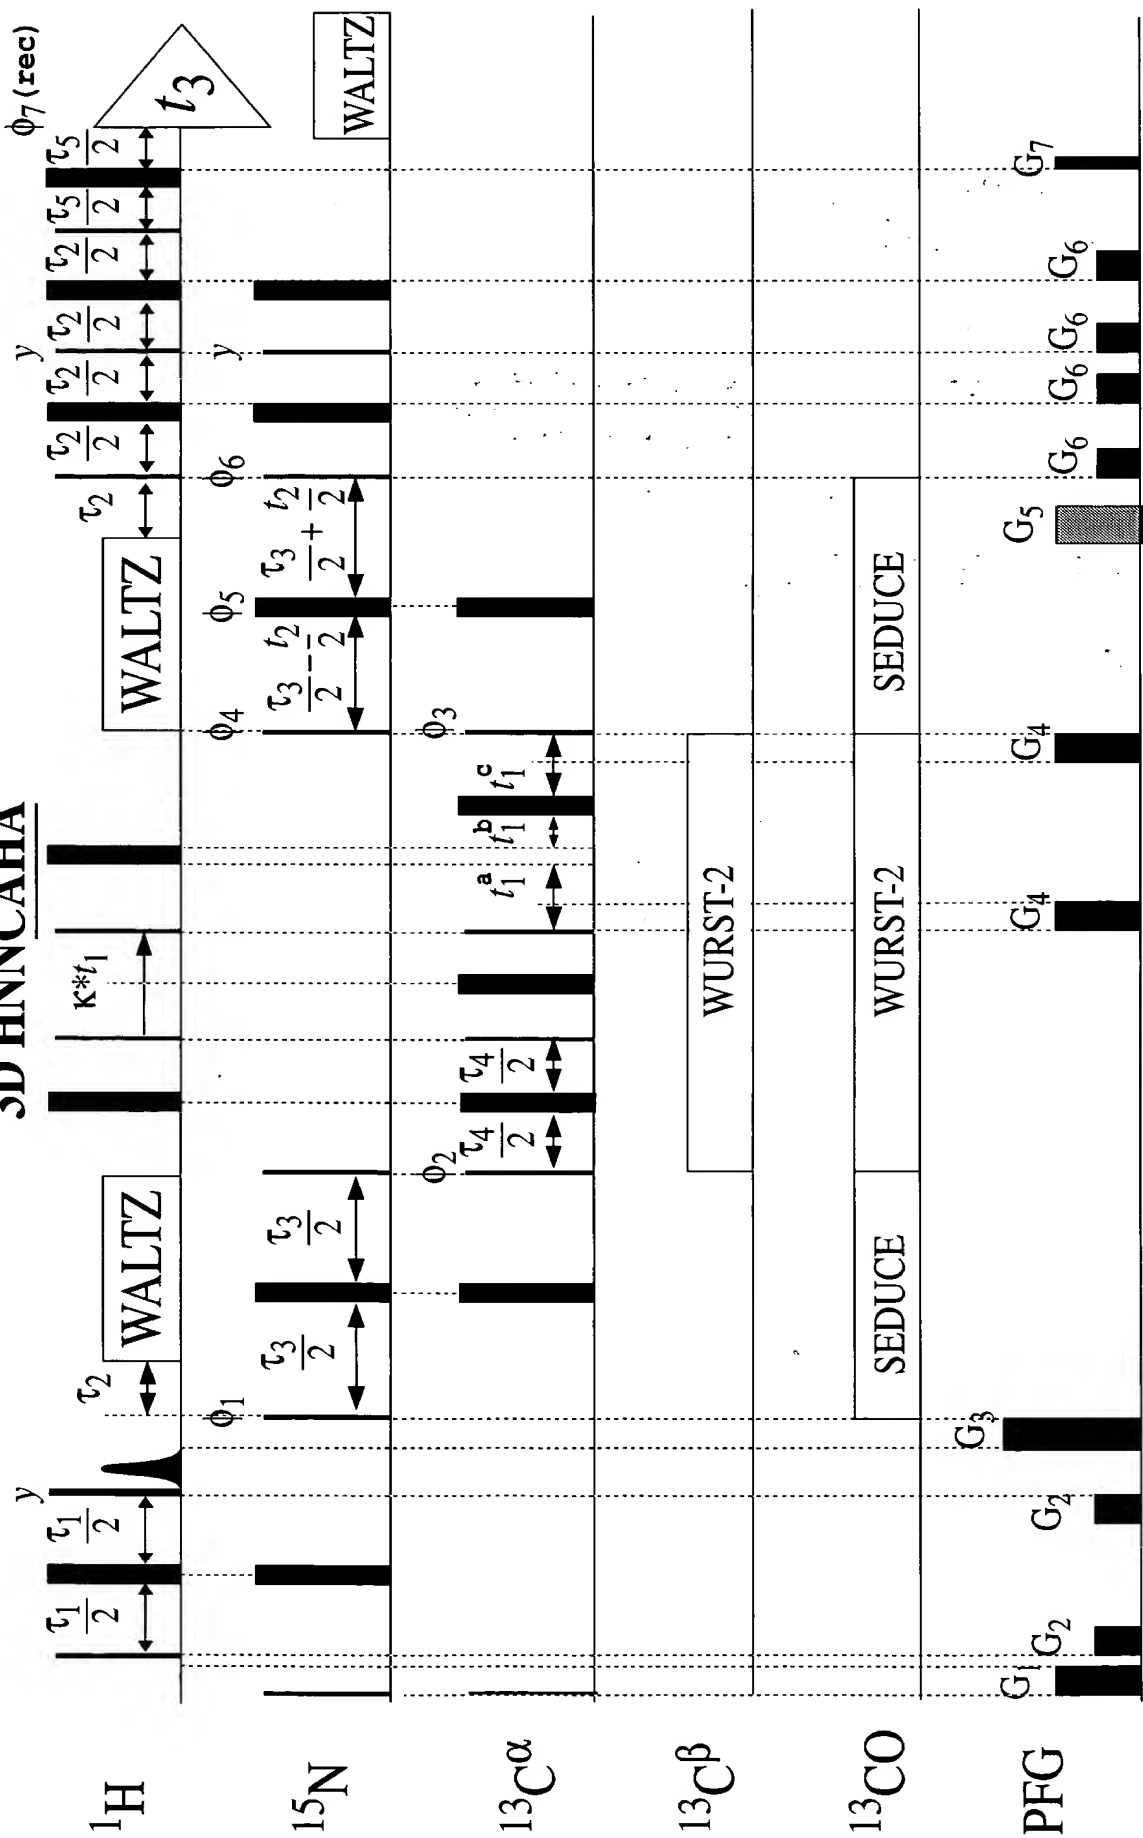 3D HNNCAHA
¹H
τ₁/2 τ₁/2 y τ₂ WALTZ κ*t₁ WALTZ τ₂ τ₂/2 τ₂/2 y τ₂/2 τ₂/2 τ₅/2 τ₅/2 ϕ₇(rec) t₃
¹⁵N
ϕ₁ τ₃/2 τ₃/2 ϕ₄ τ₃/2 - t₂/2 ϕ₅ τ₃/2 + t₂/2 ϕ₆ y WALTZ
¹³Cᵅ
ϕ₂ τ₄/2 τ₄/2 t₁ᵃ t₁ᵇ t₁ᶜ ϕ₃
¹³Cᵝ
WURST-2
¹³CO
SEDUCE WURST-2 SEDUCE
PFG
G₁ G₂ G₂ G₃ G₄ G₄ G₅ G₆ G₆ G₆ G₆ G₇